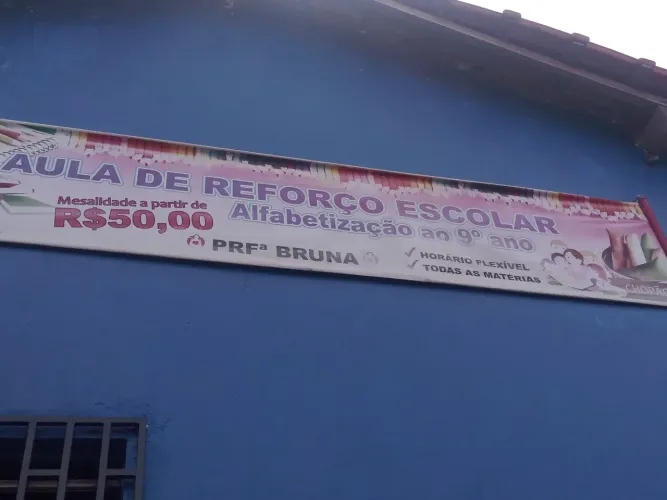 AULA DE REFORÇO ESCOLAR
Mesalidade a partir de
R$50,00
Alfabetização ao 9º ano
PRFª BRUNA
✓ HORÁRIO FLEXÍVEL
✓ TODAS AS MATÉRIAS